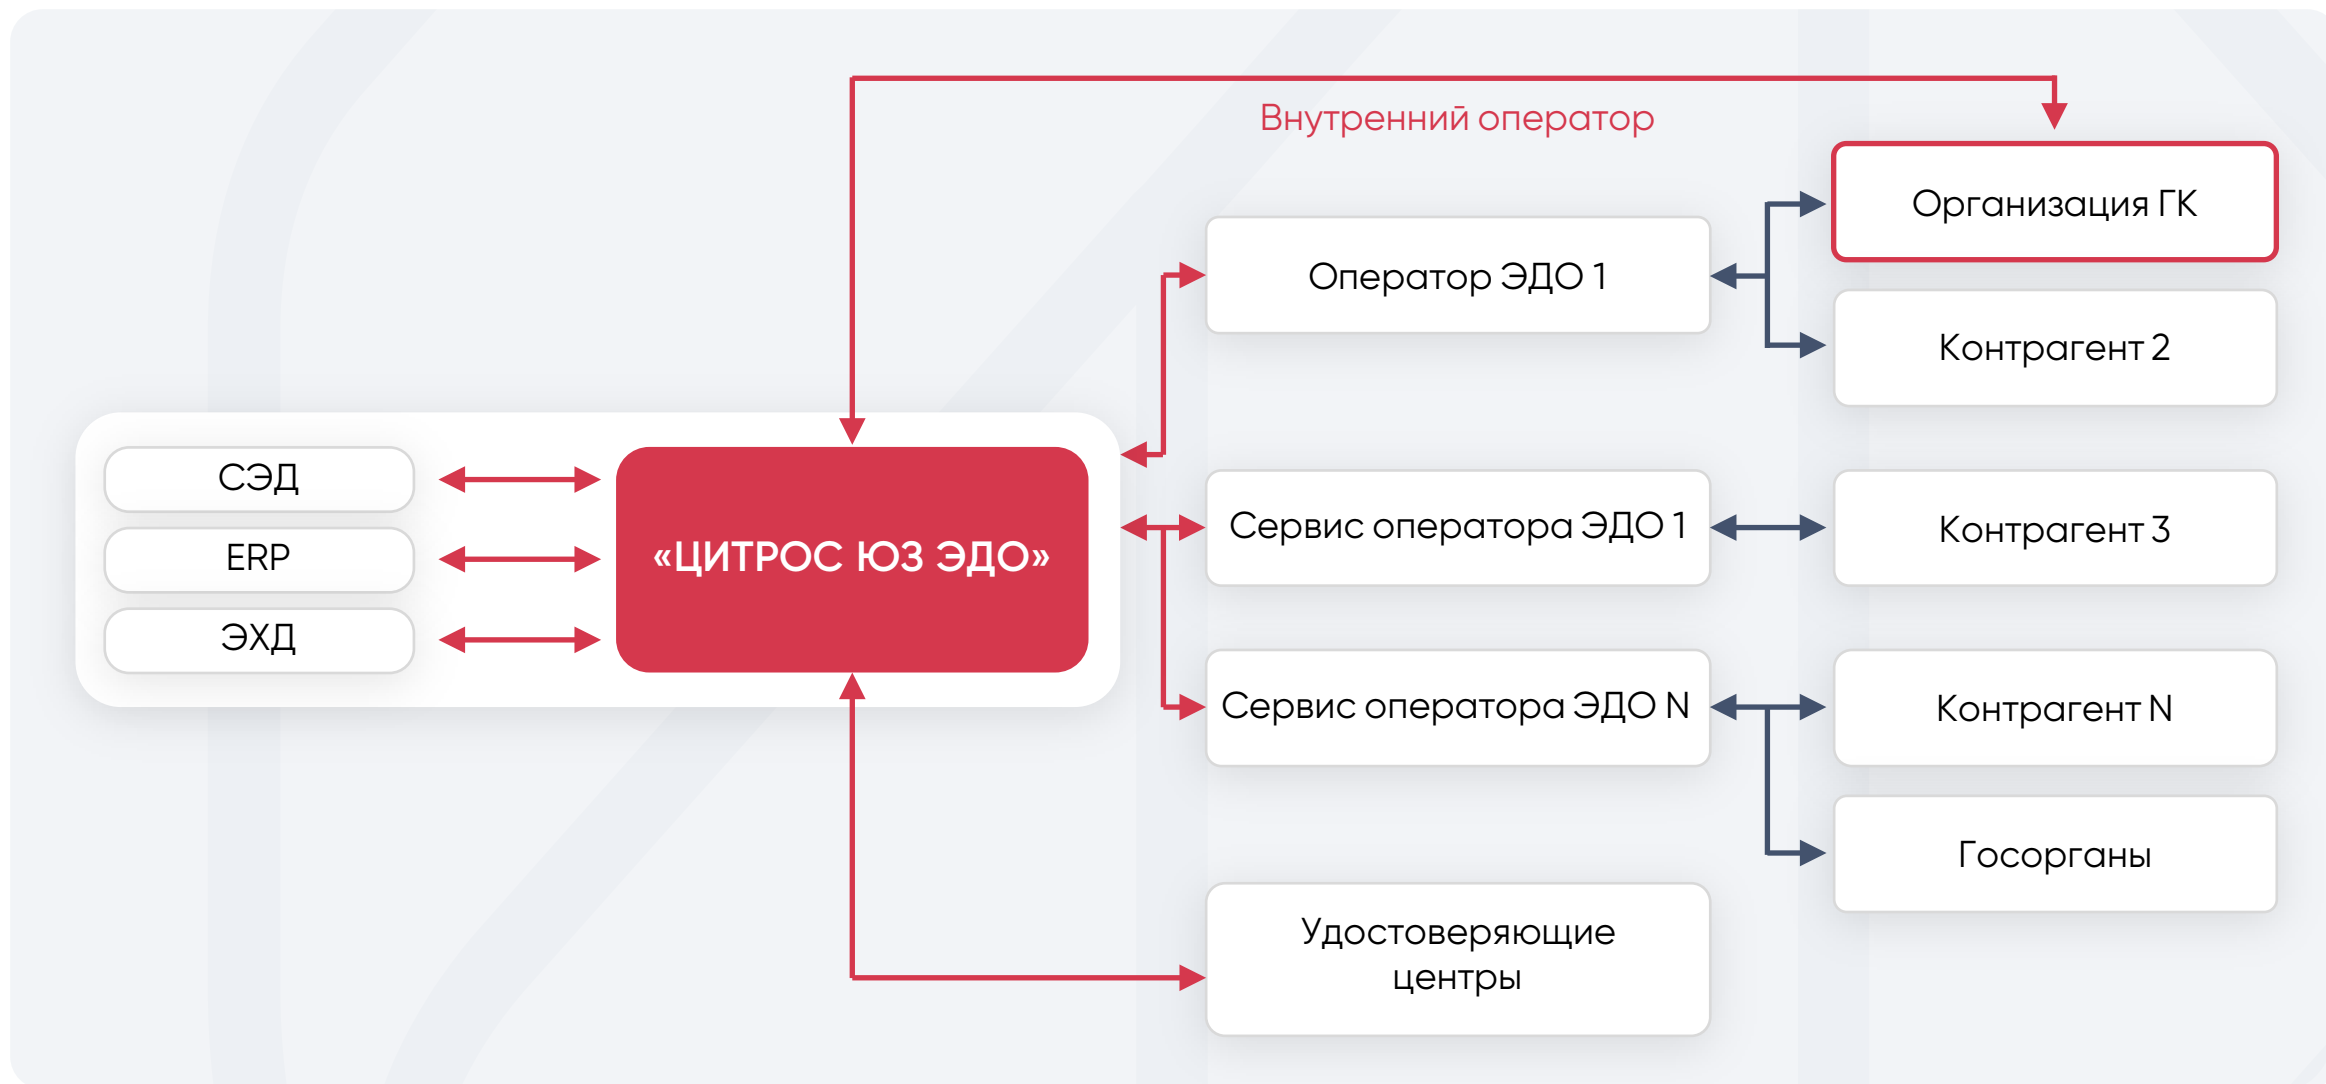 Внутренний оператор
Организация ГК
Оператор ЭДО 1
Контрагент 2
СЭД
ERP
ЭХД
«ЦИТРОС ЮЗ ЭДО»
Сервис оператора ЭДО 1
Контрагент 3
Сервис оператора ЭДО N
Контрагент N
Госорганы
Удостоверяющие
центры